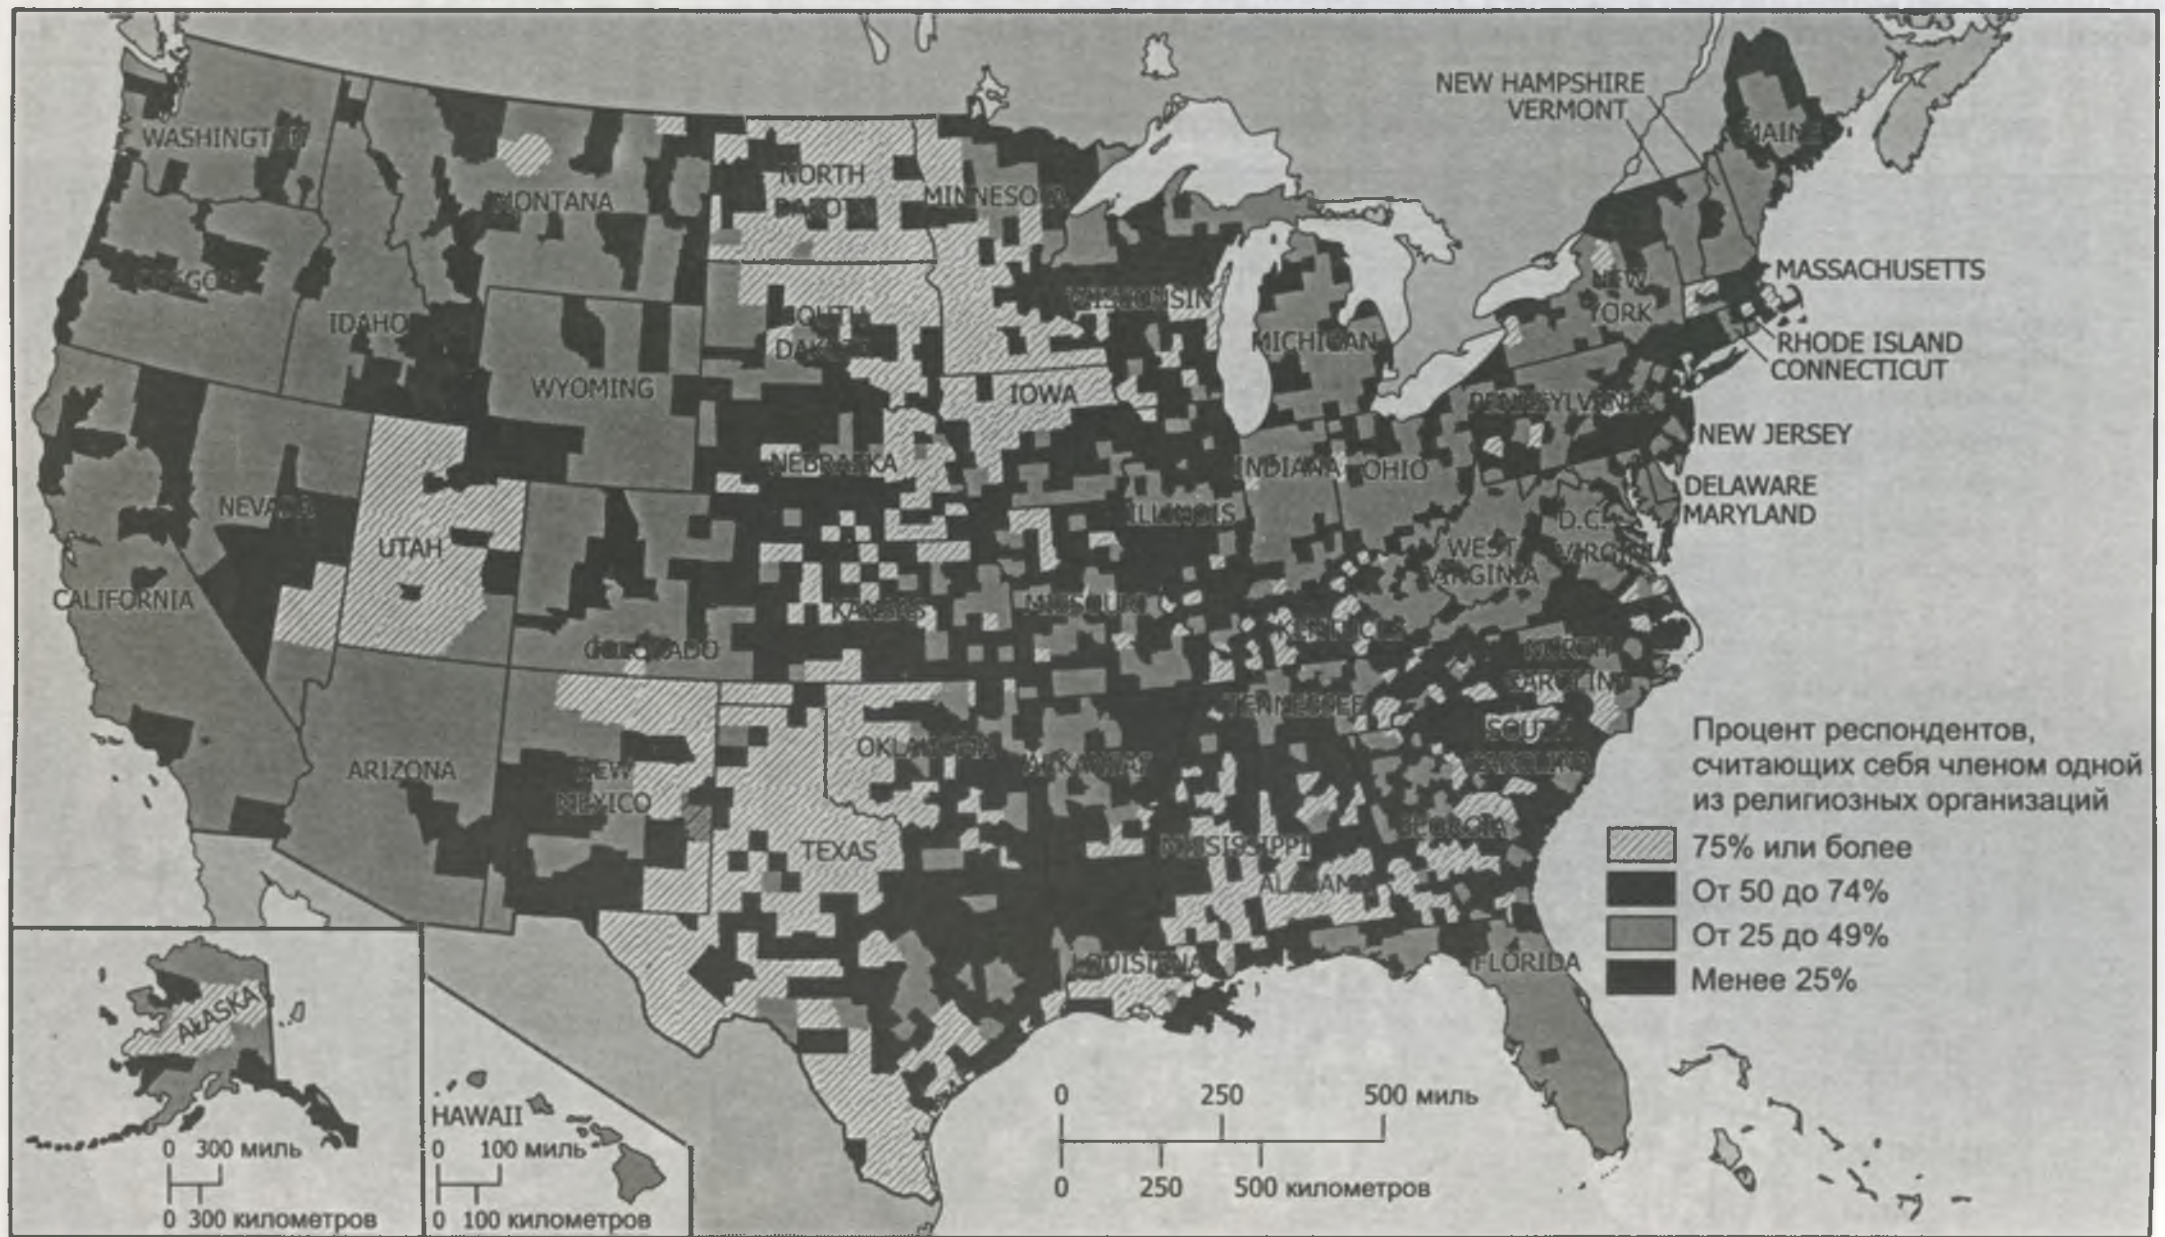 NEW HAMPSHIRE
VERMONT
MAINE
WASHINGTON
MONTANA
NORTH
DAKOTA
MINNESOTA
OREGON
IDAHO
WYOMING
SOUTH
DAKOTA
WISCONSIN
MICHIGAN
NEW
YORK
MASSACHUSETTS
RHODE ISLAND
CONNECTICUT
IOWA
PENNSYLVANIA
NEW JERSEY
NEBRASKA
INDIANA
OHIO
DELAWARE
MARYLAND
D.C.
NEVADA
UTAH
ILLINOIS
WEST
VIRGINIA
VIRGINIA
CALIFORNIA
COLORADO
KANSAS
MISSOURI
KENTUCKY
NORTH
CAROLINA
TENNESSEE
ARIZONA
NEW
MEXICO
OKLAHOMA
ARKANSAS
SOUTH
CAROLINA
TEXAS
MISSISSIPPI
ALABAMA
GEORGIA
LOUISIANA
FLORIDA
Процент респондентов,
считающих себя членом одной
из религиозных организаций
75% или более
От 50 до 74%
От 25 до 49%
Менее 25%
ALASKA
0 300 миль
0 300 километров
HAWAII
0 100 миль
0 100 километров
0 250 500 миль
0 250 500 километров